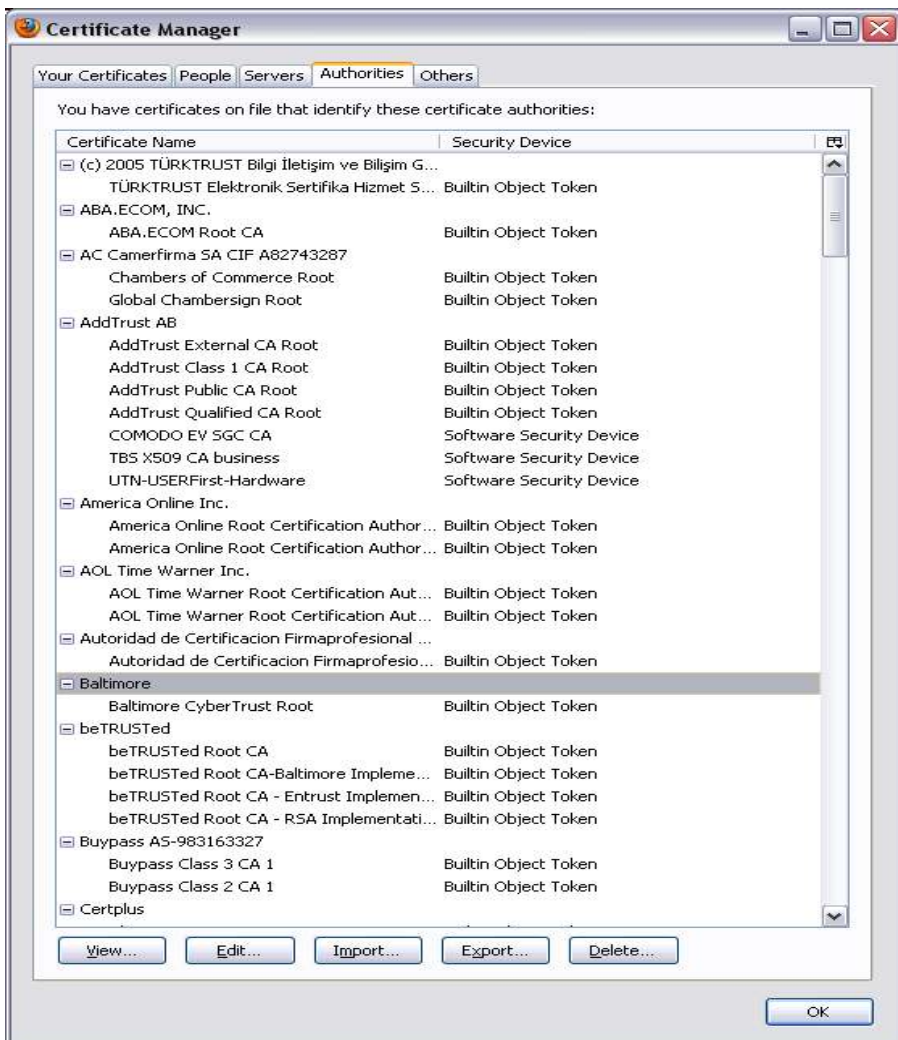 Certificate Manager
Your Certificates People Servers Authorities Others
You have certificates on file that identify these certificate authorities:
Certificate Name Security Device
(c) 2005 TÜRKTRUST Bilgi İletişim ve Bilişim G...
TÜRKTRUST Elektronik Sertifika Hizmet S... Builtin Object Token
ABA.ECOM, INC.
ABA.ECOM Root CA Builtin Object Token
AC Camerfirma SA CIF A82743287
Chambers of Commerce Root Builtin Object Token
Global Chambersign Root Builtin Object Token
AddTrust AB
AddTrust External CA Root Builtin Object Token
AddTrust Class 1 CA Root Builtin Object Token
AddTrust Public CA Root Builtin Object Token
AddTrust Qualified CA Root Builtin Object Token
COMODO EV SGC CA Software Security Device
TBS X509 CA business Software Security Device
UTN-USERFirst-Hardware Software Security Device
America Online Inc.
America Online Root Certification Author... Builtin Object Token
America Online Root Certification Author... Builtin Object Token
AOL Time Warner Inc.
AOL Time Warner Root Certification Aut... Builtin Object Token
AOL Time Warner Root Certification Aut... Builtin Object Token
Autoridad de Certificacion Firmaprofesional ...
Autoridad de Certificacion Firmaprofesio... Builtin Object Token
Baltimore
Baltimore CyberTrust Root Builtin Object Token
beTRUSTed
beTRUSTed Root CA Builtin Object Token
beTRUSTed Root CA-Baltimore Impleme... Builtin Object Token
beTRUSTed Root CA - Entrust Implemen... Builtin Object Token
beTRUSTed Root CA - RSA Implementati... Builtin Object Token
Buypass AS-983163327
Buypass Class 3 CA 1 Builtin Object Token
Buypass Class 2 CA 1 Builtin Object Token
Certplus
View... Edit... Import... Export... Delete...
OK